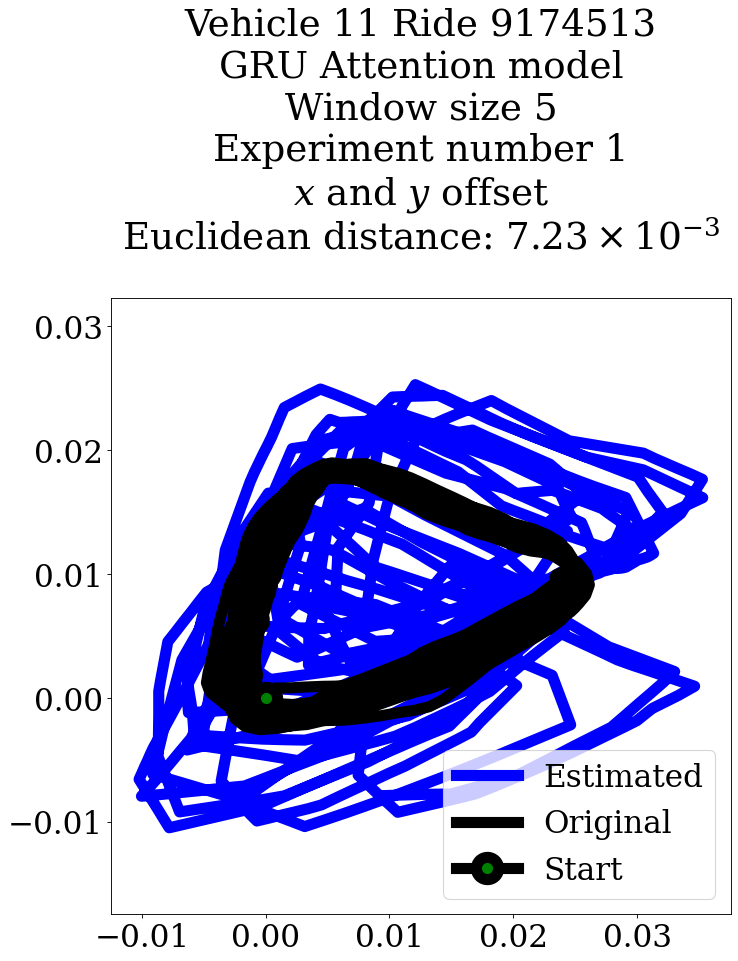 Vehicle 11 Ride 9174513
GRU Attention model
Window size 5
Experiment number 1
x and y offset
Euclidean distance: 7.23 × 10⁻³
0.03
0.02
0.01
0.00
−0.01
Estimated
Original
Start
−0.01 0.00 0.01 0.02 0.03